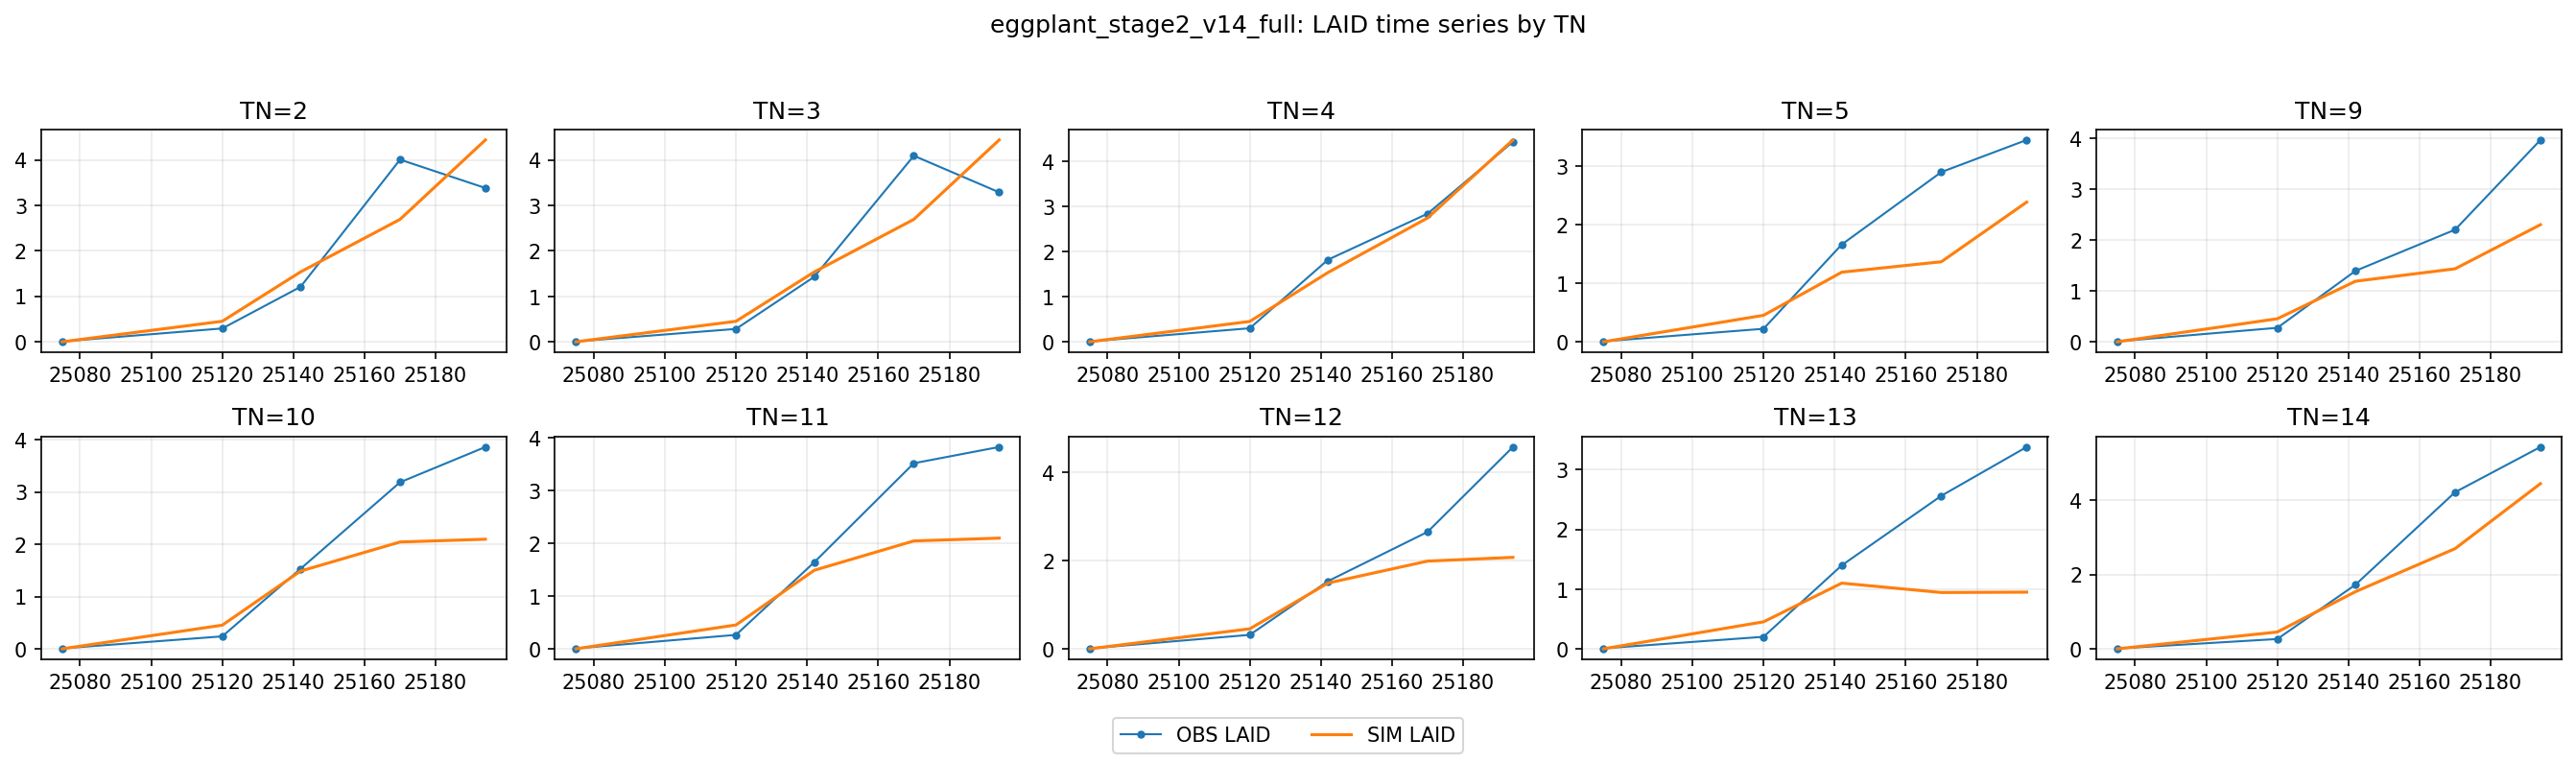 eggplant_stage2_v14_full: LAID time series by TN
TN=2 TN=3 TN=4 TN=5 TN=9
4 3 2 1 0
4 3 2 1 0
4 3 2 1 0
3 2 1 0
4 3 2 1 0
25080 25100 25120 25140 25160 25180
25080 25100 25120 25140 25160 25180
25080 25100 25120 25140 25160 25180
25080 25100 25120 25140 25160 25180
25080 25100 25120 25140 25160 25180
TN=10 TN=11 TN=12 TN=13 TN=14
4 3 2 1 0
4 3 2 1 0
4 2 0
3 2 1 0
4 2 0
25080 25100 25120 25140 25160 25180
25080 25100 25120 25140 25160 25180
25080 25100 25120 25140 25160 25180
25080 25100 25120 25140 25160 25180
25080 25100 25120 25140 25160 25180
OBS LAID SIM LAID